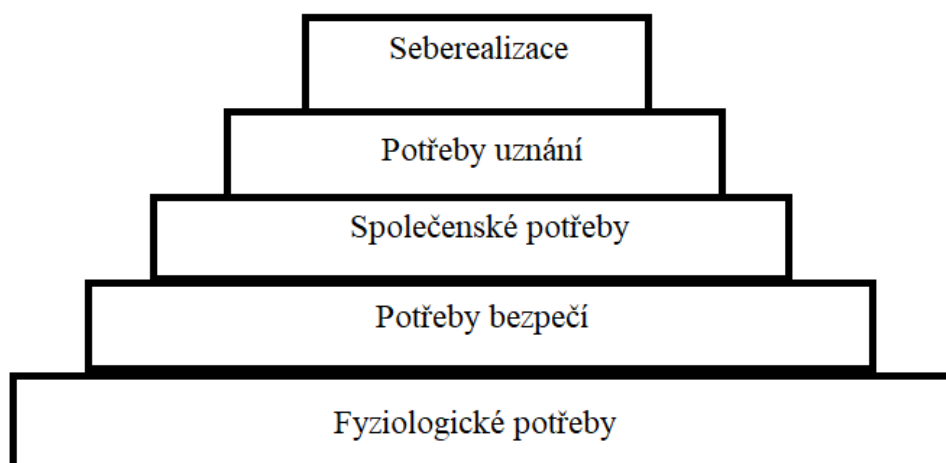 Seberealizace
Potřeby uznání
Společenské potřeby
Potřeby bezpečí
Fyziologické potřeby